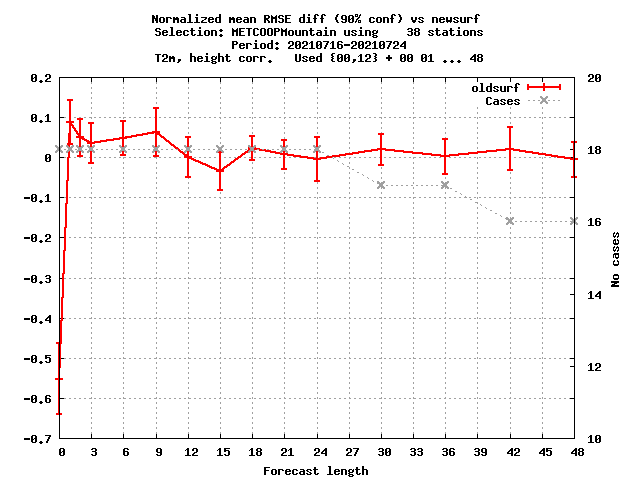 Normalized mean RMSE diff (90% conf) vs newsurf
Selection: METCOOPMountain using    38 stations
Period: 20210716-20210724
T2m, height corr.   Used {00,12} + 00 01 ... 48
oldsurf
Cases
0.2
0.1
0
-0.1
-0.2
-0.3
-0.4
-0.5
-0.6
-0.7
20
18
16
14
12
10
No cases
0 3 6 9 12 15 18 21 24 27 30 33 36 39 42 45 48
Forecast length